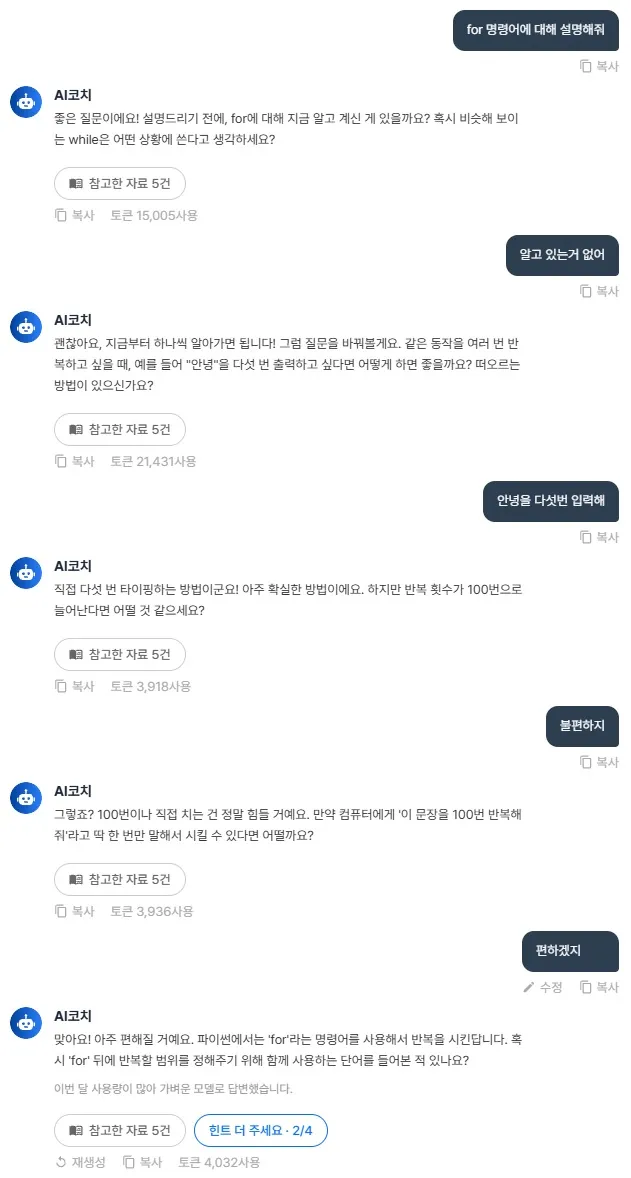 for 명령어에 대해 설명해줘
복사
AI코치
좋은 질문이에요! 설명드리기 전에, for에 대해 지금 알고 계신 게 있을까요? 혹시 비슷해 보이
는 while은 어떤 상황에 쓴다고 생각하세요?
참고한 자료 5건
복사 토큰 15,005사용
알고 있는거 없어
복사
AI코치
괜찮아요, 지금부터 하나씩 알아가면 됩니다! 그럼 질문을 바꿔볼게요. 같은 동작을 여러 번 반
복하고 싶을 때, 예를 들어 "안녕"을 다섯 번 출력하고 싶다면 어떻게 하면 좋을까요? 떠오르는
방법이 있으신가요?
참고한 자료 5건
복사 토큰 21,431사용
안녕을 다섯번 입력해
복사
AI코치
직접 다섯 번 타이핑하는 방법이군요! 아주 확실한 방법이에요. 하지만 반복 횟수가 100번으로
늘어난다면 어떨 것 같으세요?
참고한 자료 5건
복사 토큰 3,918사용
불편하지
복사
AI코치
그렇죠? 100번이나 직접 치는 건 정말 힘들 거예요. 만약 컴퓨터에게 '이 문장을 100번 반복해
줘'라고 딱 한 번만 말해서 시킬 수 있다면 어떨까요?
참고한 자료 5건
복사 토큰 3,936사용
편하겠지
수정 복사
AI코치
맞아요! 아주 편해질 거예요. 파이썬에서는 'for'라는 명령어를 사용해서 반복을 시킨답니다. 혹
시 'for' 뒤에 반복할 범위를 정해주기 위해 함께 사용하는 단어를 들어본 적 있나요?
이번 달 사용량이 많아 가벼운 모델로 답변했습니다.
참고한 자료 5건 힌트 더 주세요 · 2/4
재생성 복사 토큰 4,032사용